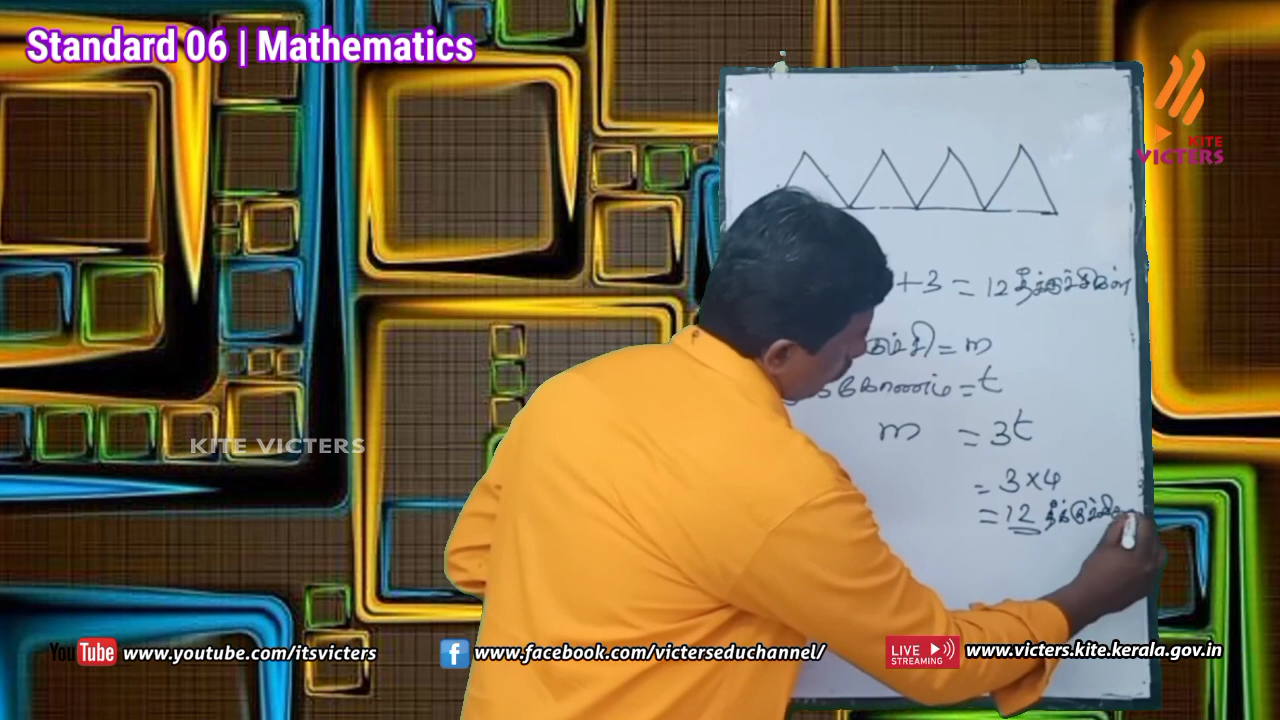 Standard 06 | Mathematics
KITE
VICTERS
+3 = 12 தீக்குச்சிகள்
= m
கோணம் = t
m = 3t
= 3×4
= 12
KITE VICTERS
YouTube www.youtube.com/itsvicters
f www.facebook.com/victerseduchannel/
LIVE STREAMING www.victers.kite.kerala.gov.in